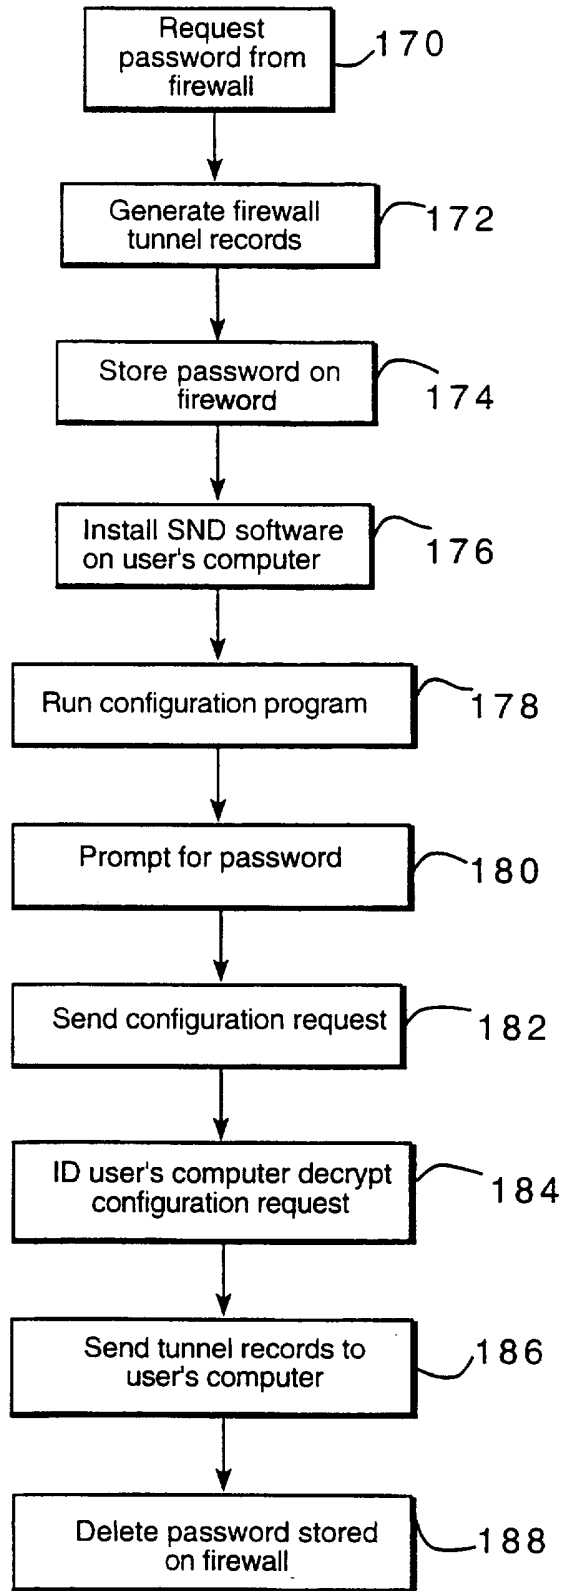 Request
password from
firewall
170
Generate firewall
tunnel records
172
Store password on
fireword
174
Install SND software
on user's computer
176
Run configuration program
178
Prompt for password
180
Send configuration request
182
ID user's computer decrypt
configuration request
184
Send tunnel records to
user's computer
186
Delete password stored
on firewall
188